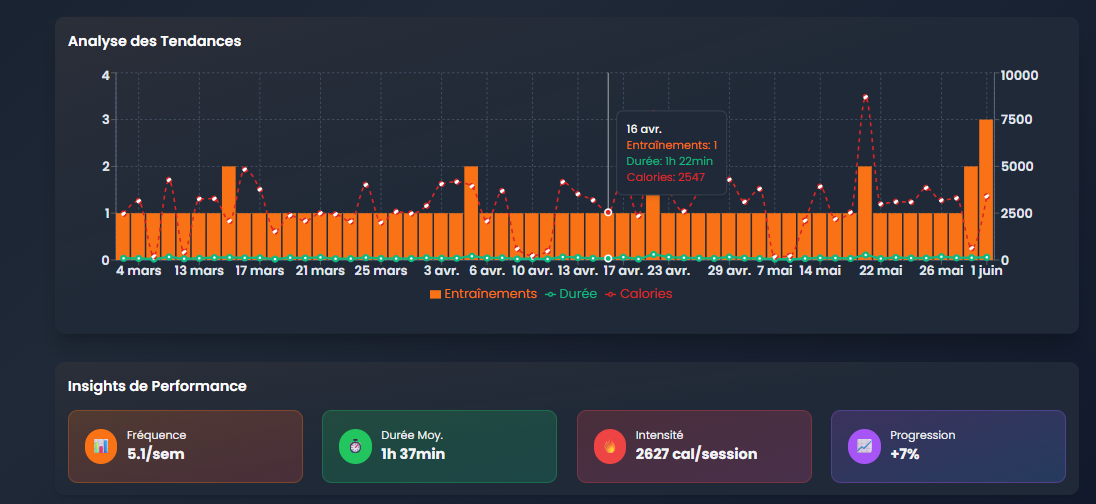 Analyse des Tendances
4
3
2
1
0
10000
7500
5000
2500
0
16 avr.
Entraînements: 1
Durée: 1h 22min
Calories: 2547
4 mars 13 mars 17 mars 21 mars 25 mars 3 avr. 6 avr. 10 avr. 13 avr. 17 avr. 23 avr. 29 avr. 7 mai 14 mai 22 mai 26 mai 1 juin
Entraînements Durée Calories
Insights de Performance
Fréquence
5.1/sem
Durée Moy.
1h 37min
Intensité
2627 cal/session
Progression
+7%